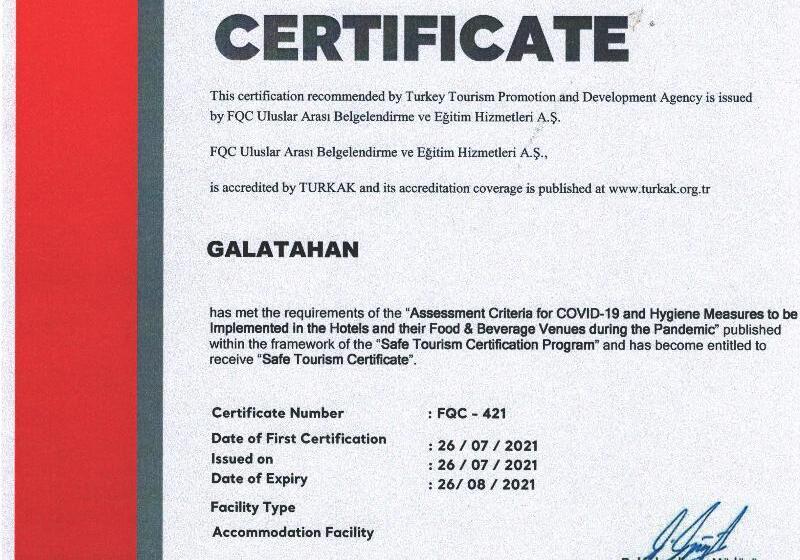 CERTIFICATE
This certification recommended by Turkey Tourism Promotion and Development Agency is issued
by FQC Uluslar Arası Belgelendirme ve Eğitim Hizmetleri A.Ş.
FQC Uluslar Arası Belgelendirme ve Eğitim Hizmetleri A.Ş.,
is accredited by TURKAK and its accreditation coverage is published at www.turkak.org.tr
GALATAHAN
has met the requirements of the “Assessment Criteria for COVID-19 and Hygiene Measures to be
Implemented in the Hotels and their Food & Beverage Venues during the Pandemic” published
within the framework of the “Safe Tourism Certification Program” and has become entitled to
receive “Safe Tourism Certificate”.
Certificate Number : FQC - 421
Date of First Certification : 26 / 07 / 2021
Issued on : 26 / 07 / 2021
Date of Expiry : 26/ 08 / 2021
Facility Type
Accommodation Facility